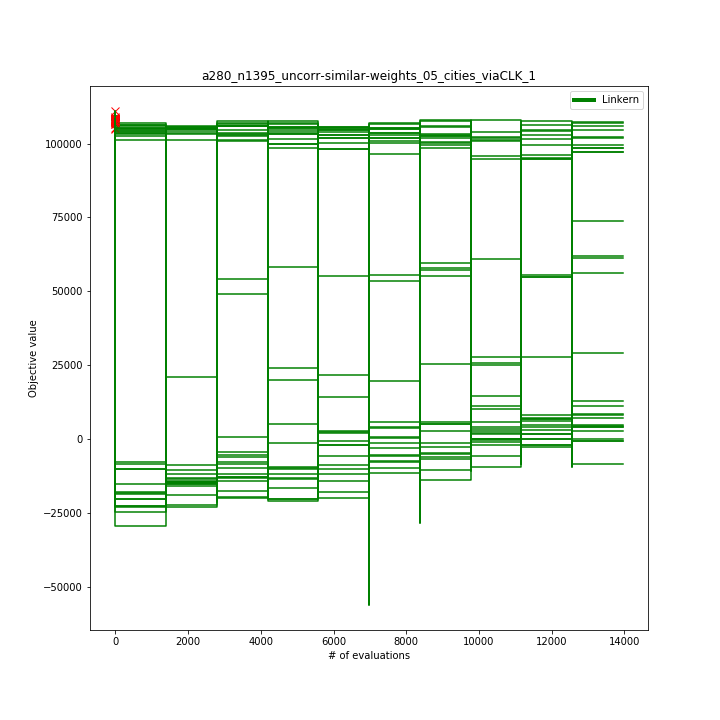 a280_n1395_uncorr-similar-weights_05_cities_viaCLK_1
Linkern
100000
75000
50000
25000
0
−25000
−50000
Objective value
0 2000 4000 6000 8000 10000 12000 14000
# of evaluations